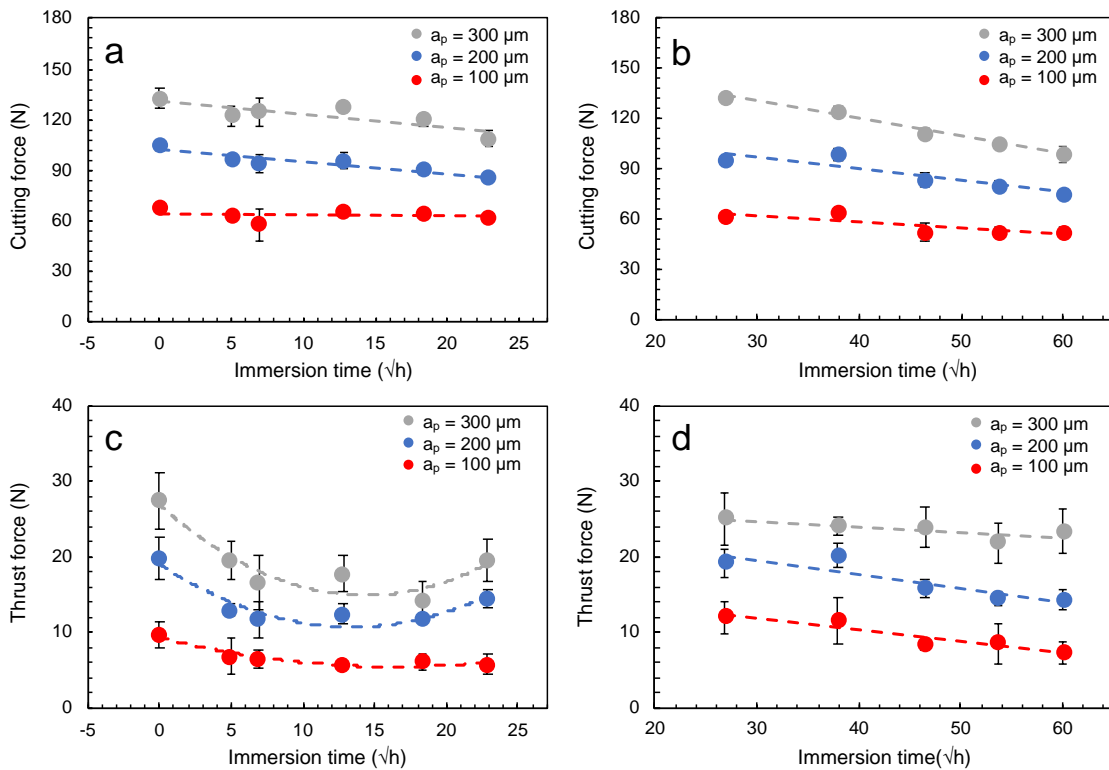 a
aₚ = 300 µm
aₚ = 200 µm
aₚ = 100 µm
180
150
120
90
60
30
0
Cutting force (N)
-5 0 5 10 15 20 25
Immersion time (√h)
b
aₚ = 300 µm
aₚ = 200 µm
aₚ = 100 µm
180
150
120
90
60
30
0
Cutting force (N)
20 30 40 50 60
Immersion time (√h)
c
aₚ = 300 µm
aₚ = 200 µm
aₚ = 100 µm
40
30
20
10
0
Thrust force (N)
-5 0 5 10 15 20 25
Immersion time (√h)
d
aₚ = 300 µm
aₚ = 200 µm
aₚ = 100 µm
40
30
20
10
0
Thrust force (N)
20 30 40 50 60
Immersion time(√h)